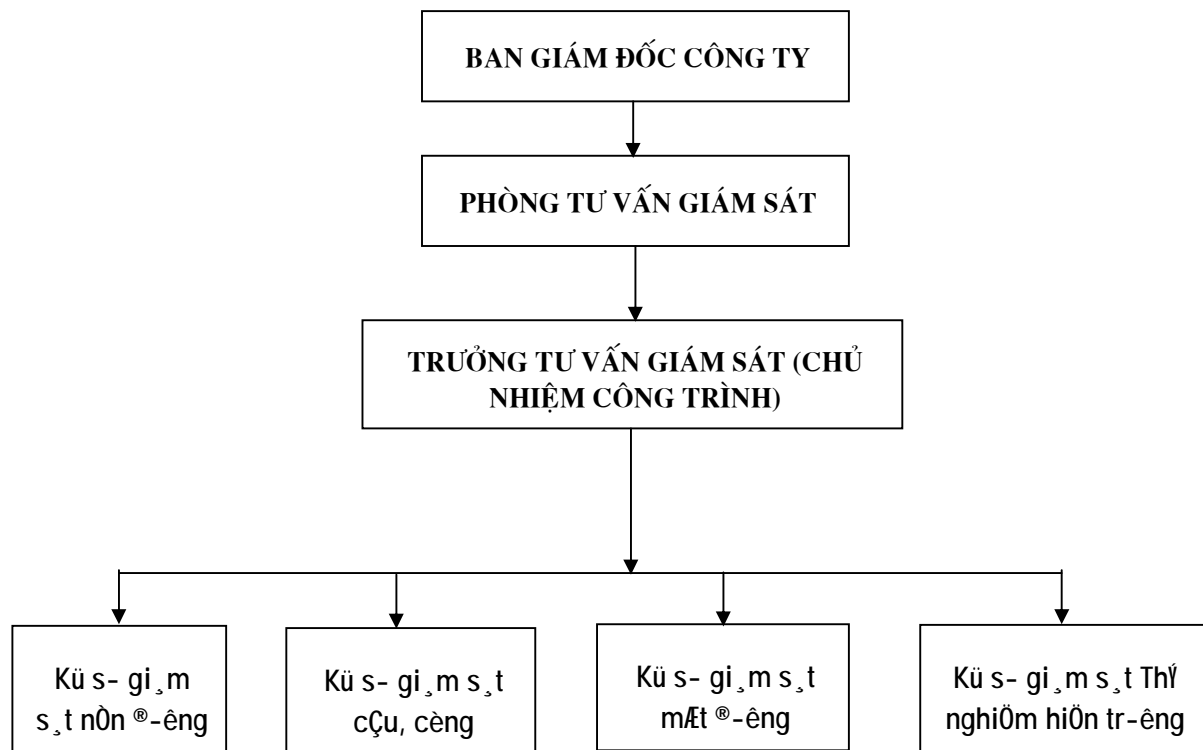 BAN GIÁM ĐỐC CÔNG TY
PHÒNG TƯ VẤN GIÁM SÁT
TRƯỞNG TƯ VẤN GIÁM SÁT (CHỦ
NHIỆM CÔNG TRÌNH)
Kü s- gi¸m
s¸t nÒn ®-êng
Kü s- gi¸m s¸t
cÇu, cèng
Kü s- gi¸m s¸t
mÆt ®-êng
Kü s- gi¸m s¸t ThÝ
nghiÖm hiÖn tr-êng